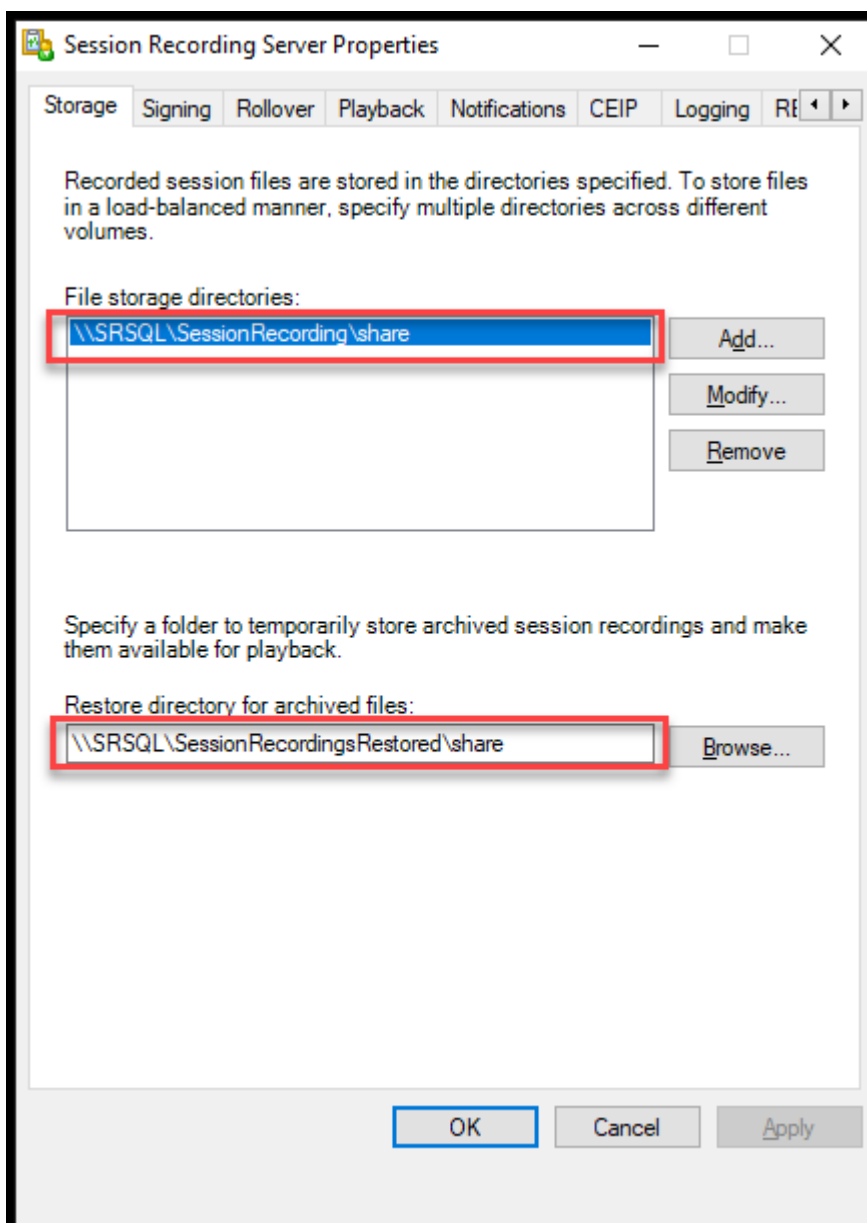 Session Recording Server Properties
Storage Signing Rollover Playback Notifications CEIP Logging
Recorded session files are stored in the directories specified. To store files
in a load-balanced manner, specify multiple directories across different
volumes.
File storage directories:
\\SRSQL\SessionRecording\share
Add...
Modify...
Remove
Specify a folder to temporarily store archived session recordings and make
them available for playback.
Restore directory for archived files:
\\SRSQL\SessionRecordingsRestored\share
Browse...
OK Cancel Apply